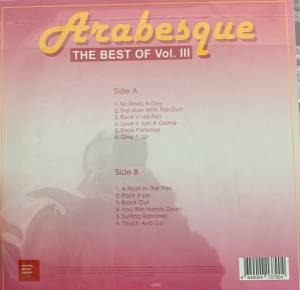 Arabesque
THE BEST OF Vol. III
Side A
1. Six Times A Day
2. The Man With The Gun
3. Rock'n roll Fan
4. Love Is Just A Game
5. Fools Paradise
6. Give It Up
Side B
1. A Flash In The Pan
2. Pack It Up
3. Brack Out
4. You Win Hands Down
5. Surfing Bahama
6. Touch And Go